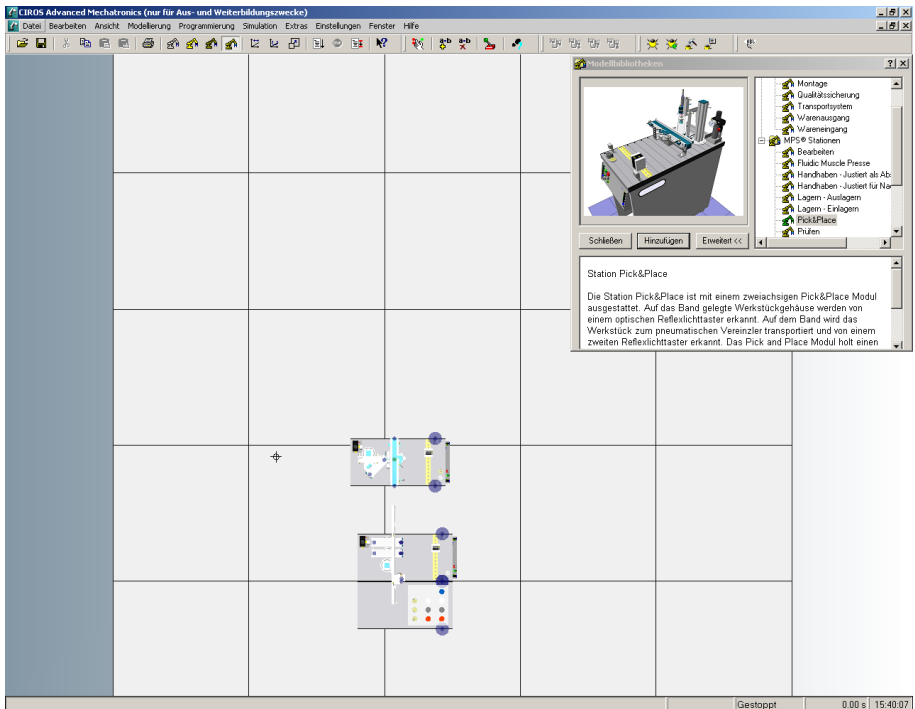 CIROS Advanced Mechatronics (nur für Aus- und Weiterbildungszwecke)
Datei Bearbeiten Ansicht Modellierung Programmierung Simulation Extras Einstellungen Fenster Hilfe
Modellbibliotheken
Montage
Qualitätssicherung
Transportsystem
Warenausgang
Wareneingang
MPS® Stationen
Bearbeiten
Fluidic Muscle Presse
Handhaben - Justiert als Abs
Handhaben - Justiert für Na
Lagern - Auslagern
Lagern - Einlagern
Pick&Place
Prüfen
Schließen Hinzufügen Erweitert <<
Station Pick&Place
Die Station Pick&Place ist mit einem zweiachsigen Pick&Place Modul
ausgestattet. Auf das Band gelegte Werkstückgehäuse werden von
einem optischen Reflexlichttaster erkannt. Auf dem Band wird das
Werkstück zum pneumatischen Vereinzler transportiert und von einem
zweiten Reflexlichttaster erkannt. Das Pick and Place Modul holt einen
Gestoppt 0.00 s 15:40:07